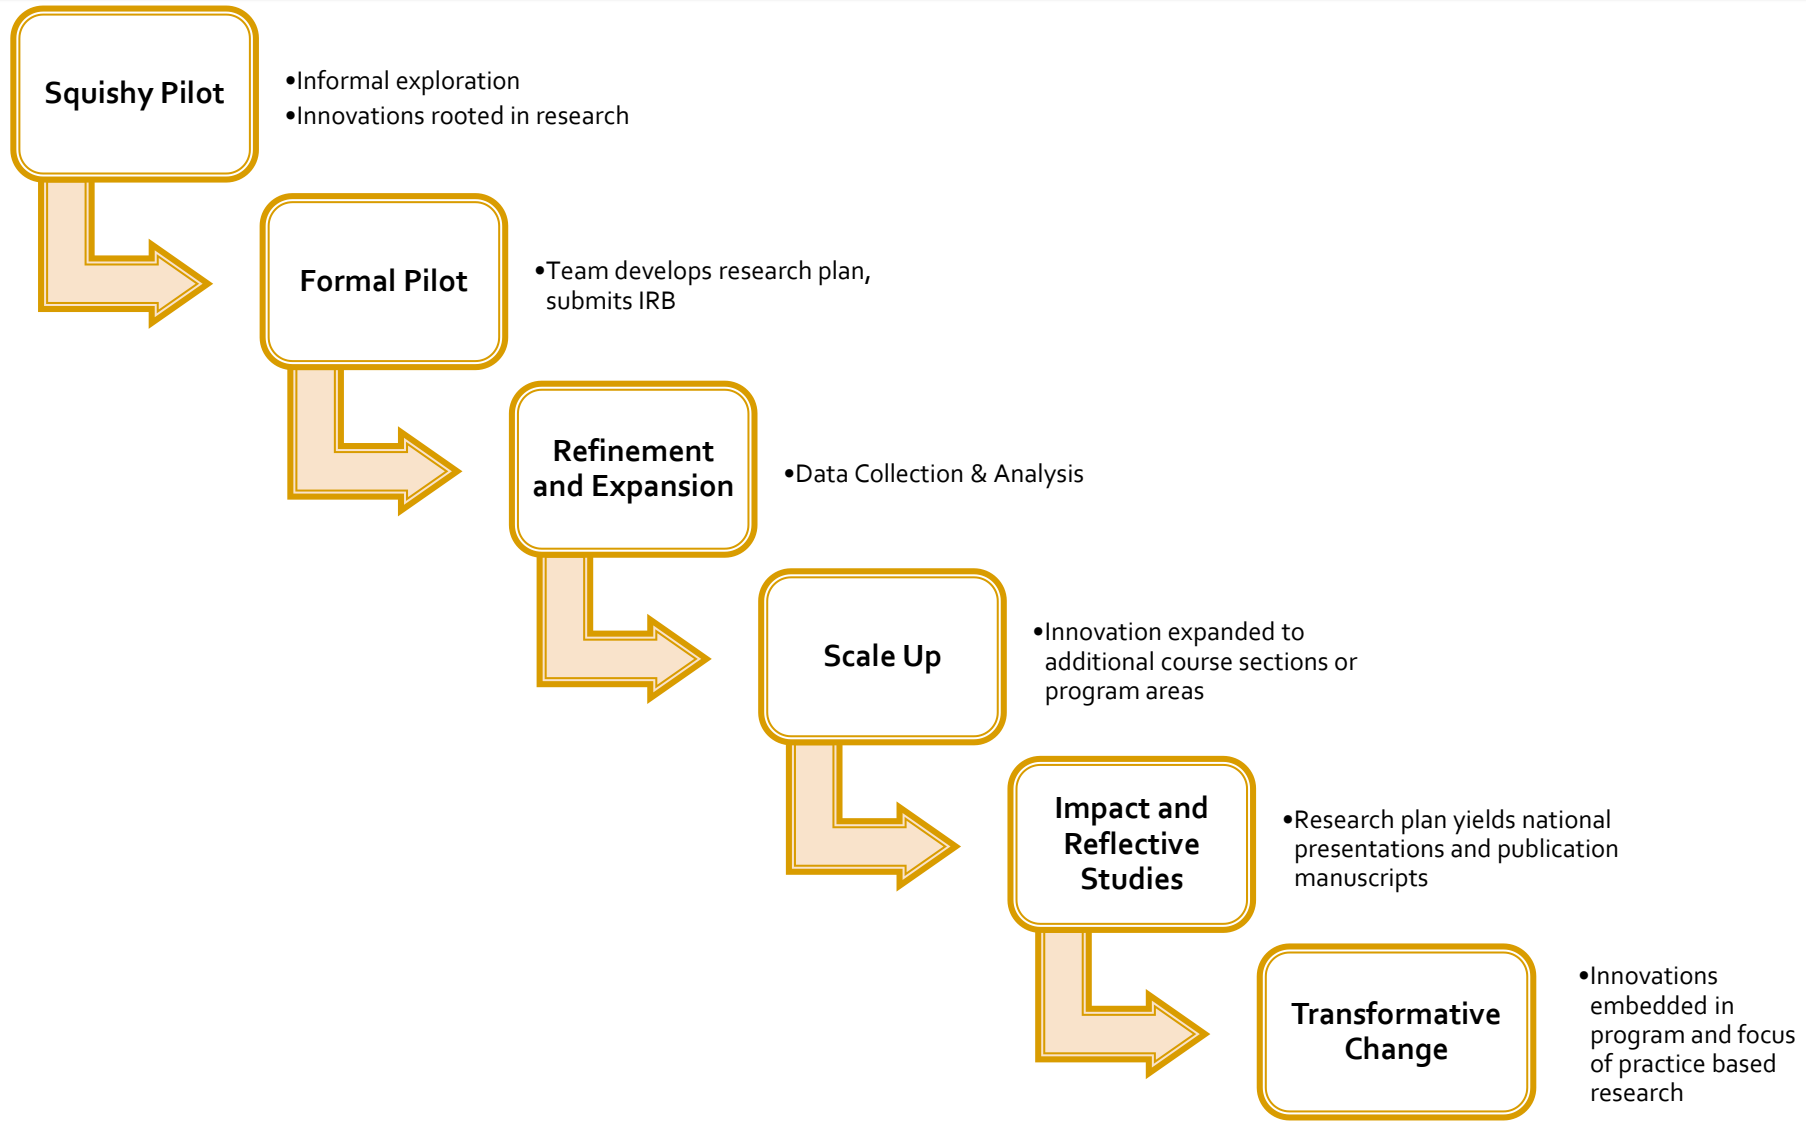 Squishy Pilot
•Informal exploration
•Innovations rooted in research
Formal Pilot
•Team develops research plan,
submits IRB
Refinement
and Expansion
•Data Collection & Analysis
Scale Up
•Innovation expanded to
additional course sections or
program areas
Impact and
Reflective
Studies
•Research plan yields national
presentations and publication
manuscripts
Transformative
Change
•Innovations
embedded in
program and focus
of practice based
research